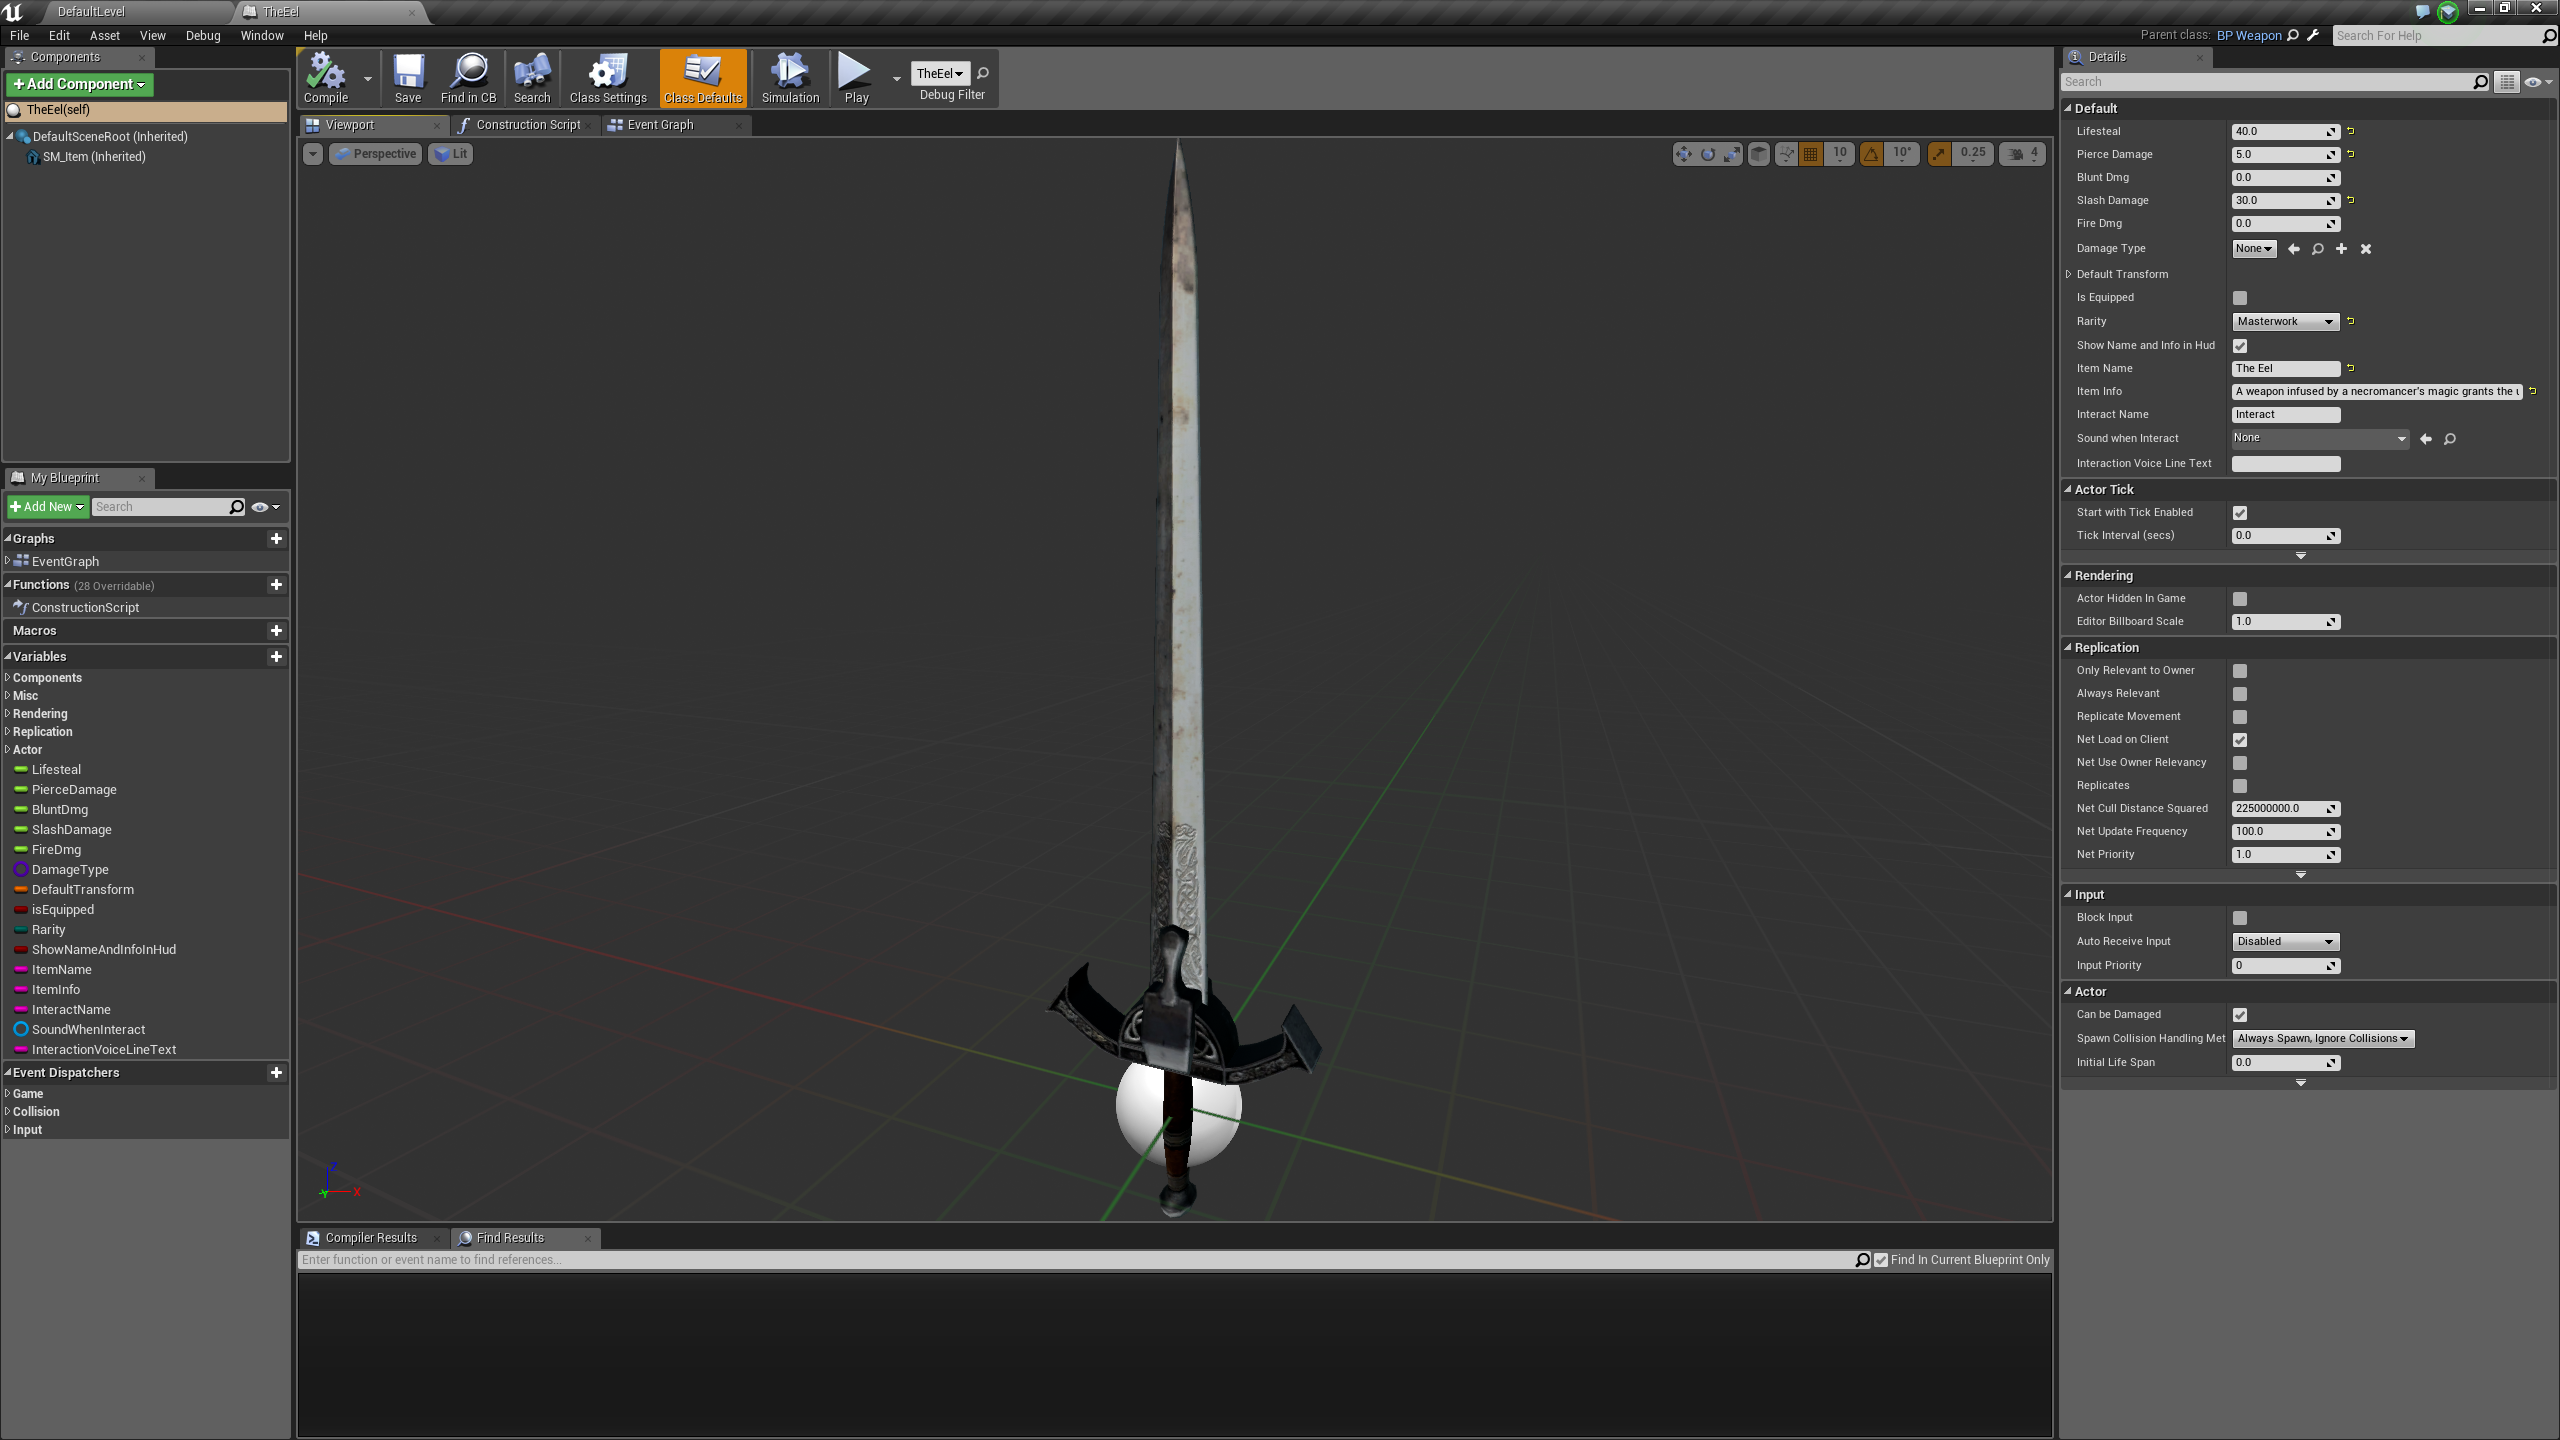 DefaultLevel
TheEel
File Edit Asset View Debug Window Help
Parent class: BP Weapon
Search For Help
Components
+Add Component
TheEel(self)
DefaultSceneRoot (Inherited)
SM_Item (Inherited)
My Blueprint
+Add New
Search
Graphs
EventGraph
Functions (28 Overridable)
ConstructionScript
Macros
Variables
Components
Misc
Rendering
Replication
Actor
Lifesteal
PierceDamage
BluntDmg
SlashDamage
FireDmg
DamageType
DefaultTransform
isEquipped
Rarity
ShowNameAndInfoInHud
ItemName
ItemInfo
InteractName
SoundWhenInteract
InteractionVoiceLineText
Event Dispatchers
Game
Collision
Input
Compile
Save
Find in CB
Search
Class Settings
Class Defaults
Simulation
Play
TheEel
Debug Filter
Viewport
Construction Script
Event Graph
Perspective
Lit
10
10°
0.25
4
Z
Y
X
Compiler Results
Find Results
Enter function or event name to find references...
Find In Current Blueprint Only
Details
Search
Default
Lifesteal 40.0
Pierce Damage 5.0
Blunt Dmg 0.0
Slash Damage 30.0
Fire Dmg 0.0
Damage Type None
Default Transform
Is Equipped
Rarity Masterwork
Show Name and Info in Hud
Item Name The Eel
Item Info A weapon infused by a necromancer's magic grants the
Interact Name Interact
Sound when Interact None
Interaction Voice Line Text
Actor Tick
Start with Tick Enabled
Tick Interval (secs) 0.0
Rendering
Actor Hidden In Game
Editor Billboard Scale 1.0
Replication
Only Relevant to Owner
Always Relevant
Replicate Movement
Net Load on Client
Net Use Owner Relevancy
Replicates
Net Cull Distance Squared 225000000.0
Net Update Frequency 100.0
Net Priority 1.0
Input
Block Input
Auto Receive Input Disabled
Input Priority 0
Actor
Can be Damaged
Spawn Collision Handling Met Always Spawn, Ignore Collisions
Initial Life Span 0.0